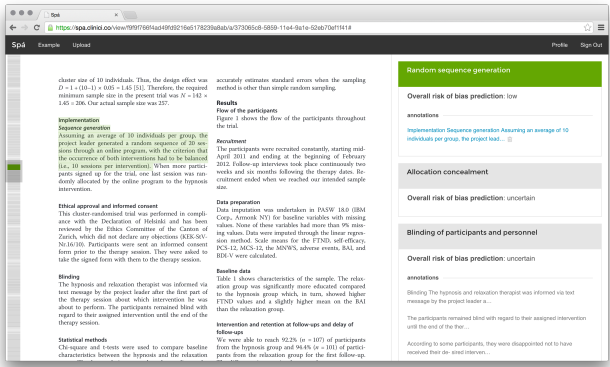 Spá
https://spa.clinici.co/view/f9f9f766f4ad49fd9216e5178239a8ab/a/373065c8-5859-11e4-9a1e-52eb70ef1f41#
Spá Example Upload Profile Sign Out
cluster size of 10 individuals. Thus, the design effect was
D = 1 + (10–1) × 0.05 = 1.45 [51]. Therefore, the required
minimum sample size in the present trial was N = 142 ×
1.45 = 206. Our actual sample size was 257.
Implementation
Sequence generation
Assuming an average of 10 individuals per group, the
project leader generated a random sequence of 20 ses-
sions through an online program, with the criterion that
the occurrence of both interventions had to be balanced
(i.e., 10 sessions per intervention). When more partici-
pants signed up for the trial, one last session was ran-
domly allocated by the online program to the hypnosis
intervention.
Ethical approval and informed consent
This cluster-randomised trial was performed in compli-
ance with the Declaration of Helsinki and has been
reviewed by the Ethics Committee of the Canton of
Zurich, which did not declare any objections (KEK-StV-
Nr.16/10). Participants were sent an informed consent
form prior to the therapy session. They were asked to
take the signed form with them to the therapy session.
Blinding
The hypnosis and relaxation therapist was informed via
text message by the project leader after the first part of
the therapy session about which intervention he was
about to perform. The participants remained blind with
regard to their assigned intervention until the end of the
therapy session.
Statistical methods
Chi-square and t-tests were used to compare baseline
characteristics between the hypnosis and the relaxation
accurately estimates standard errors when the sampling
method is other than simple random sampling.
Results
Flow of the participants
Figure 1 shows the flow of the participants throughout
the trial.
Recruitment
The participants were recruited constantly, starting mid-
April 2011 and ending at the beginning of February
2012. Follow-up interviews took place continuously two
weeks and six months following the therapy dates. Re-
cruitment ended when we reached our intended sample
size.
Data preparation
Data imputation was undertaken in PASW 18.0 (IBM
Corp., Armonk NY) for baseline variables with missing
values. None of these variables had more than 9% miss-
ing values. Data were imputed through the linear regres-
sion method. Scale means for the FTND, self-efficacy,
PCS-12, MCS-12, the MNWS, adverse events, BAI, and
BDI-V were calculated.
Baseline data
Table 1 shows characteristics of the sample. The relax-
ation group was significantly more educated compared
to the hypnosis group which, in turn, showed higher
FTND values and a slightly higher mean on the BAI
than the relaxation group.
Intervention and retention at follow-ups and delay of
follow-ups
We were able to reach 92.2% (n = 107) of participants
from the hypnosis group and 96.4% (n = 101) of partici-
pants from the relaxation group for the first follow-up.
Random sequence generation
Overall risk of bias prediction: low
annotations
Implementation Sequence generation Assuming an average of 10
individuals per group, the project lead...
Allocation concealment
Overall risk of bias prediction: uncertain
Blinding of participants and personnel
Overall risk of bias prediction: uncertain
annotations
Blinding The hypnosis and relaxation therapist was informed via text
message by the project leader a...
The participants remained blind with regard to their assigned intervention
until the end of the ther...
According to some participants, they were disappointed not to have
received their de- sired interven...